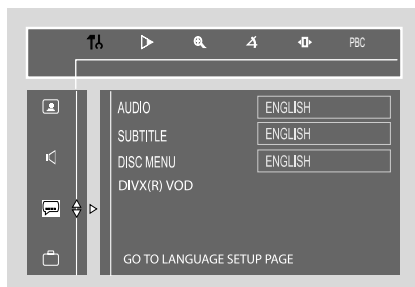 PBC
AUDIO ENGLISH
SUBTITLE ENGLISH
DISC MENU ENGLISH
DIVX(R) VOD
GO TO LANGUAGE SETUP PAGE